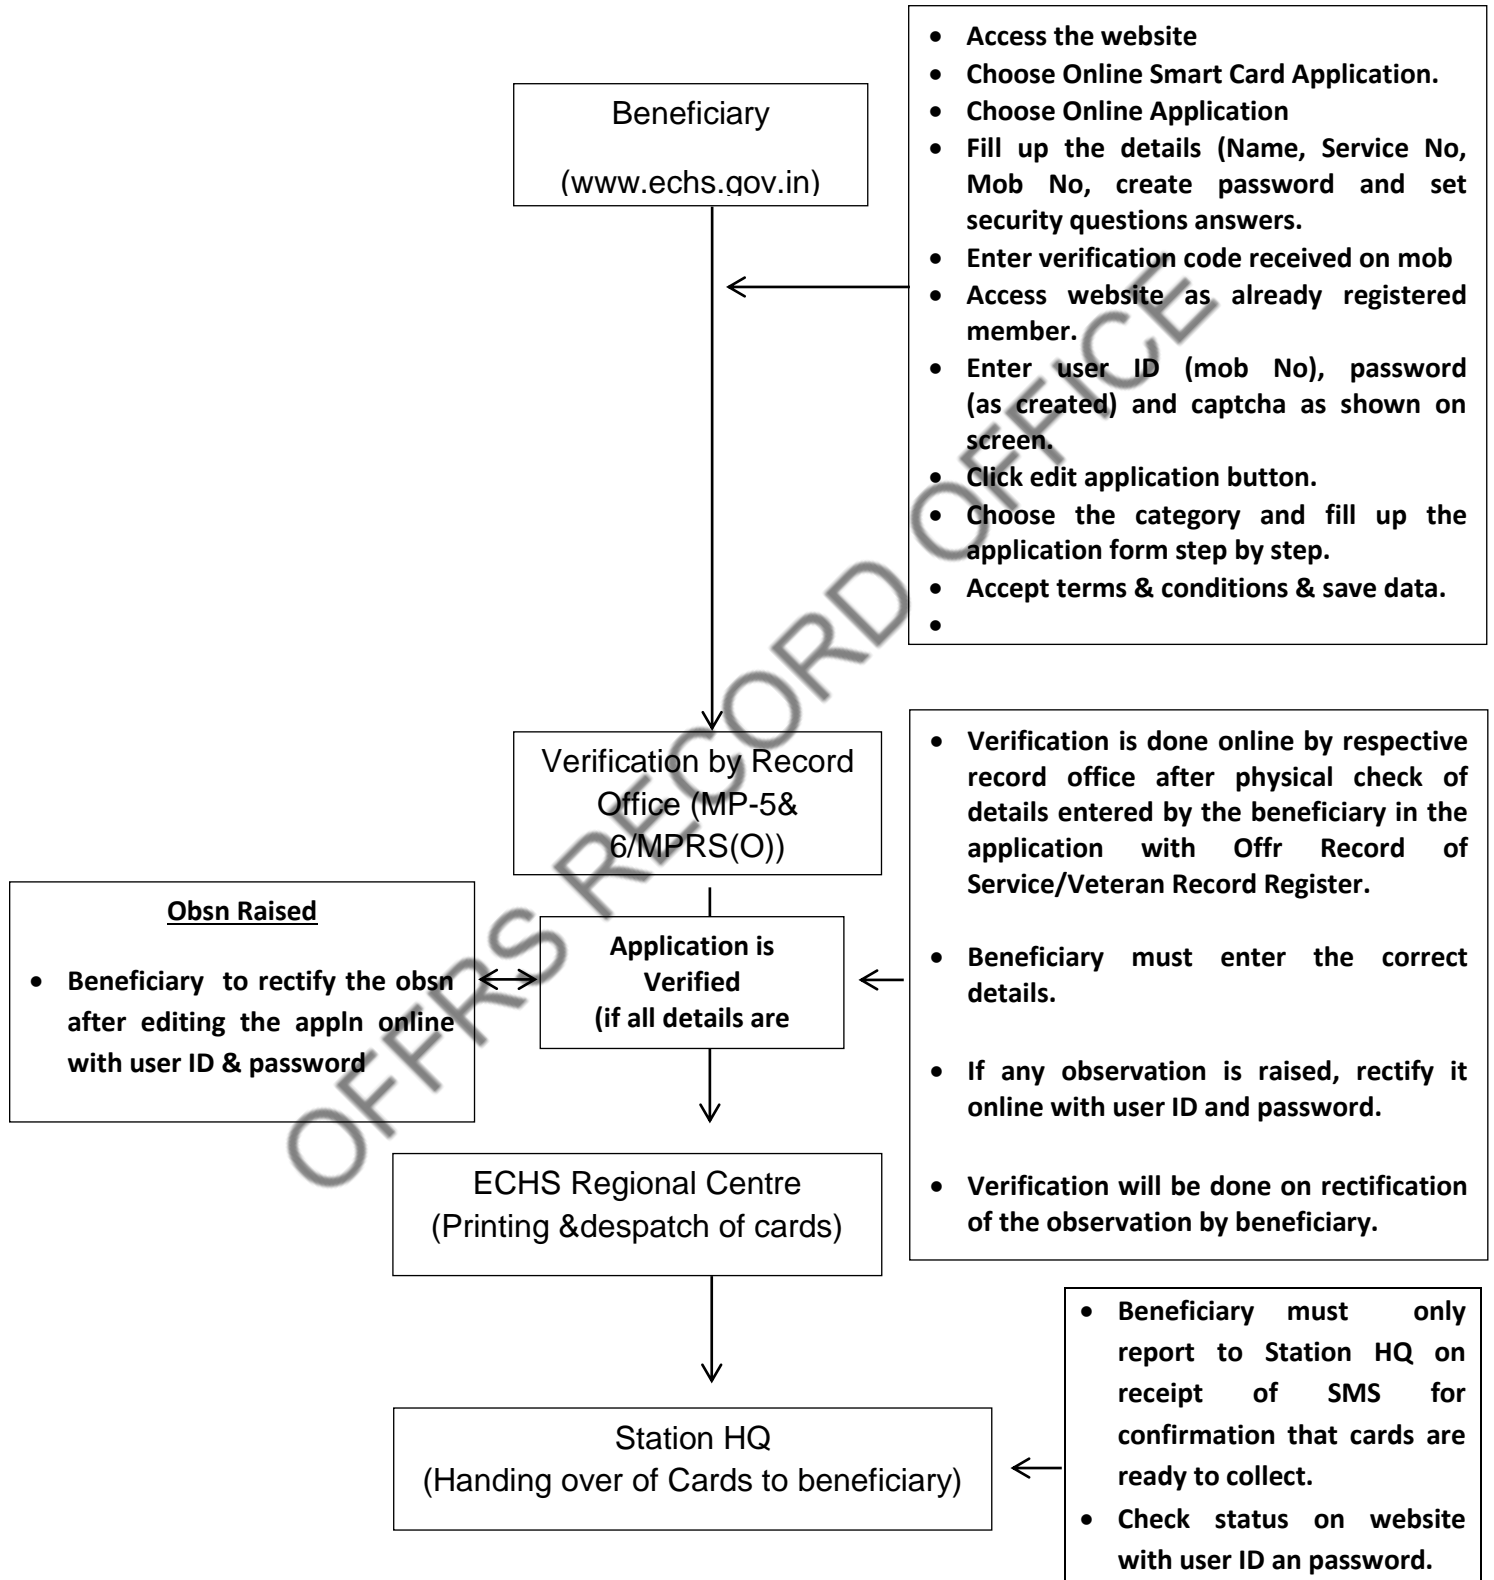 Beneficiary
(www.echs.gov.in)
• Access the website
• Choose Online Smart Card Application.
• Choose Online Application
• Fill up the details (Name, Service No,
Mob No, create password and set
security questions answers.
• Enter verification code received on mob
• Access website as already registered
member.
• Enter user ID (mob No), password
(as created) and captcha as shown on
screen.
• Click edit application button.
• Choose the category and fill up the
application form step by step.
• Accept terms & conditions & save data.
•
Verification by Record
Office (MP-5&
6/MPRS(O))
• Verification is done online by respective
record office after physical check of
details entered by the beneficiary in the
application with Offr Record of
Service/Veteran Record Register.
• Beneficiary must enter the correct
details.
• If any observation is raised, rectify it
online with user ID and password.
• Verification will be done on rectification
of the observation by beneficiary.
Obsn Raised
• Beneficiary to rectify the obsn
after editing the appln online
with user ID & password
Application is
Verified
(if all details are
ECHS Regional Centre
(Printing &despatch of cards)
Station HQ
(Handing over of Cards to beneficiary)
• Beneficiary must only
report to Station HQ on
receipt of SMS for
confirmation that cards are
ready to collect.
• Check status on website
with user ID an password.
OFFRS RECORD OFFICE